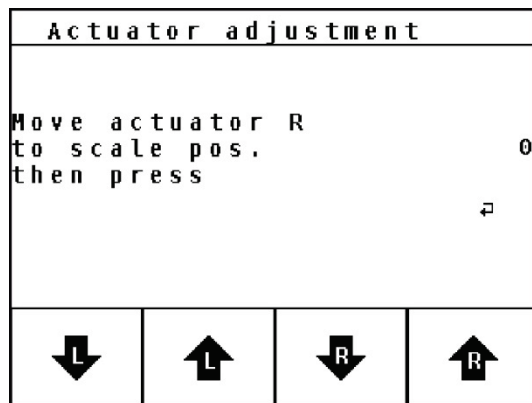 Actuator adjustment
Move actuator R
to scale pos. 0
then press
↵
L L R R